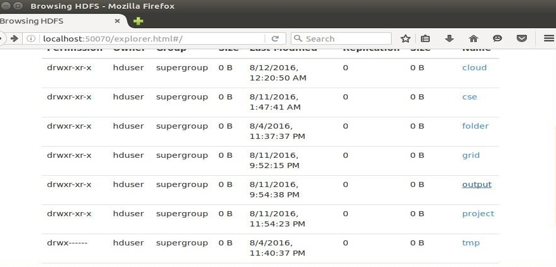 Browsing HDFS - Mozilla Firefox
Browsing HDFS
localhost:50070/explorer.html#/
Search
Permission Owner Group Size Last Modified Replication Size Name
drwxr-xr-x hduser supergroup 0 B 8/12/2016, 0 0 B cloud
12:20:50 AM
drwxr-xr-x hduser supergroup 0 B 8/11/2016, 0 0 B cse
1:47:41 AM
drwxr-xr-x hduser supergroup 0 B 8/4/2016, 0 0 B folder
11:37:37 PM
drwxr-xr-x hduser supergroup 0 B 8/11/2016, 0 0 B grid
9:52:15 PM
drwxr-xr-x hduser supergroup 0 B 8/11/2016, 0 0 B output
9:54:38 PM
drwxr-xr-x hduser supergroup 0 B 8/11/2016, 0 0 B project
11:54:23 PM
drwx------ hduser supergroup 0 B 8/4/2016, 0 0 B tmp
11:40:37 PM